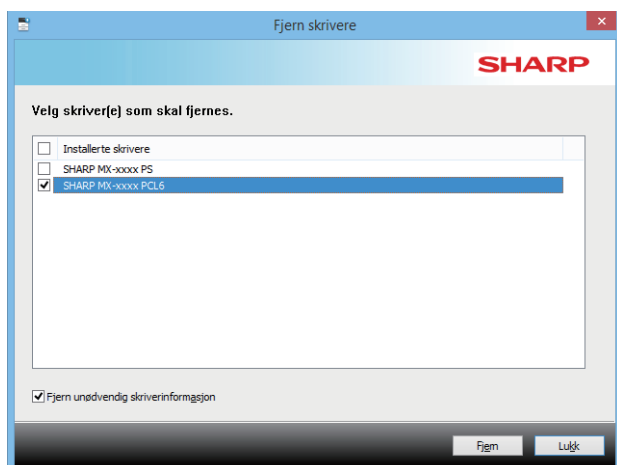 Fjern skrivere
SHARP
Velg skriver(e) som skal fjernes.
Installerte skrivere
SHARP MX-xxxx PS
SHARP MX-xxxx PCL6
Fjern unødvendig skriverinformasjon
Fjern
Lukk